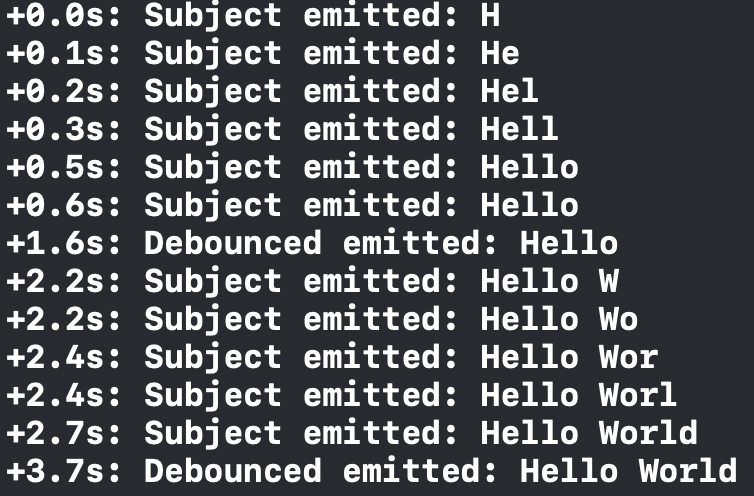 +0.0s: Subject emitted: H
+0.1s: Subject emitted: He
+0.2s: Subject emitted: Hel
+0.3s: Subject emitted: Hell
+0.5s: Subject emitted: Hello
+0.6s: Subject emitted: Hello
+1.6s: Debounced emitted: Hello
+2.2s: Subject emitted: Hello W
+2.2s: Subject emitted: Hello Wo
+2.4s: Subject emitted: Hello Wor
+2.4s: Subject emitted: Hello Worl
+2.7s: Subject emitted: Hello World
+3.7s: Debounced emitted: Hello World